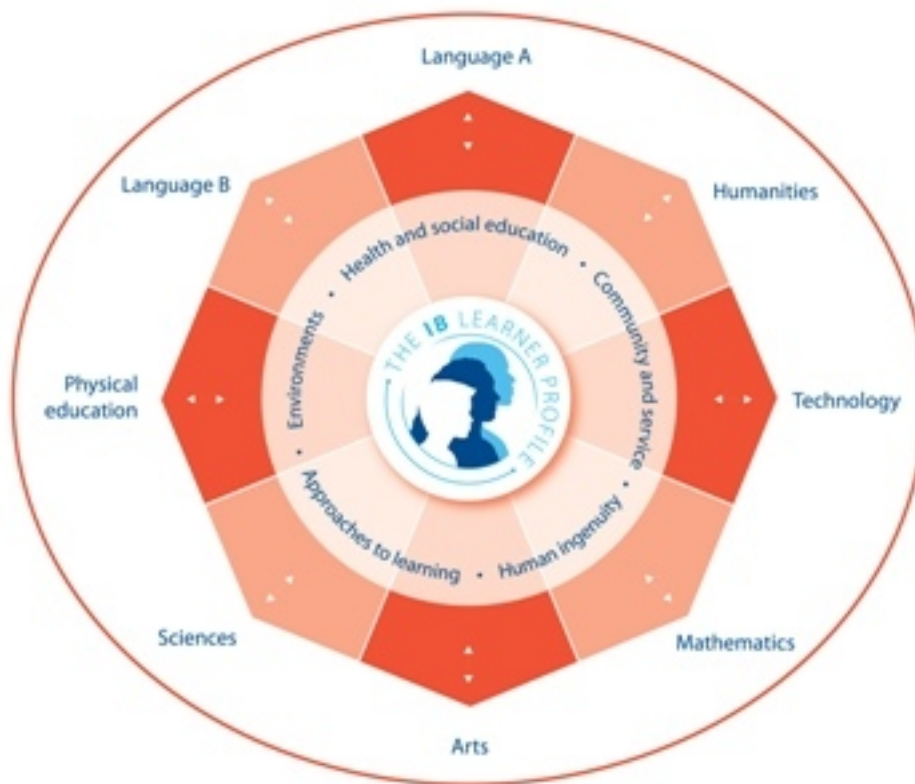 Language A
Language B
Humanities
Health and social education
•
Community and service
•
Environments
•
THE IB LEARNER PROFILE
Physical
education
Technology
•
Approaches to learning
•
Human ingenuity
Sciences
Mathematics
Arts